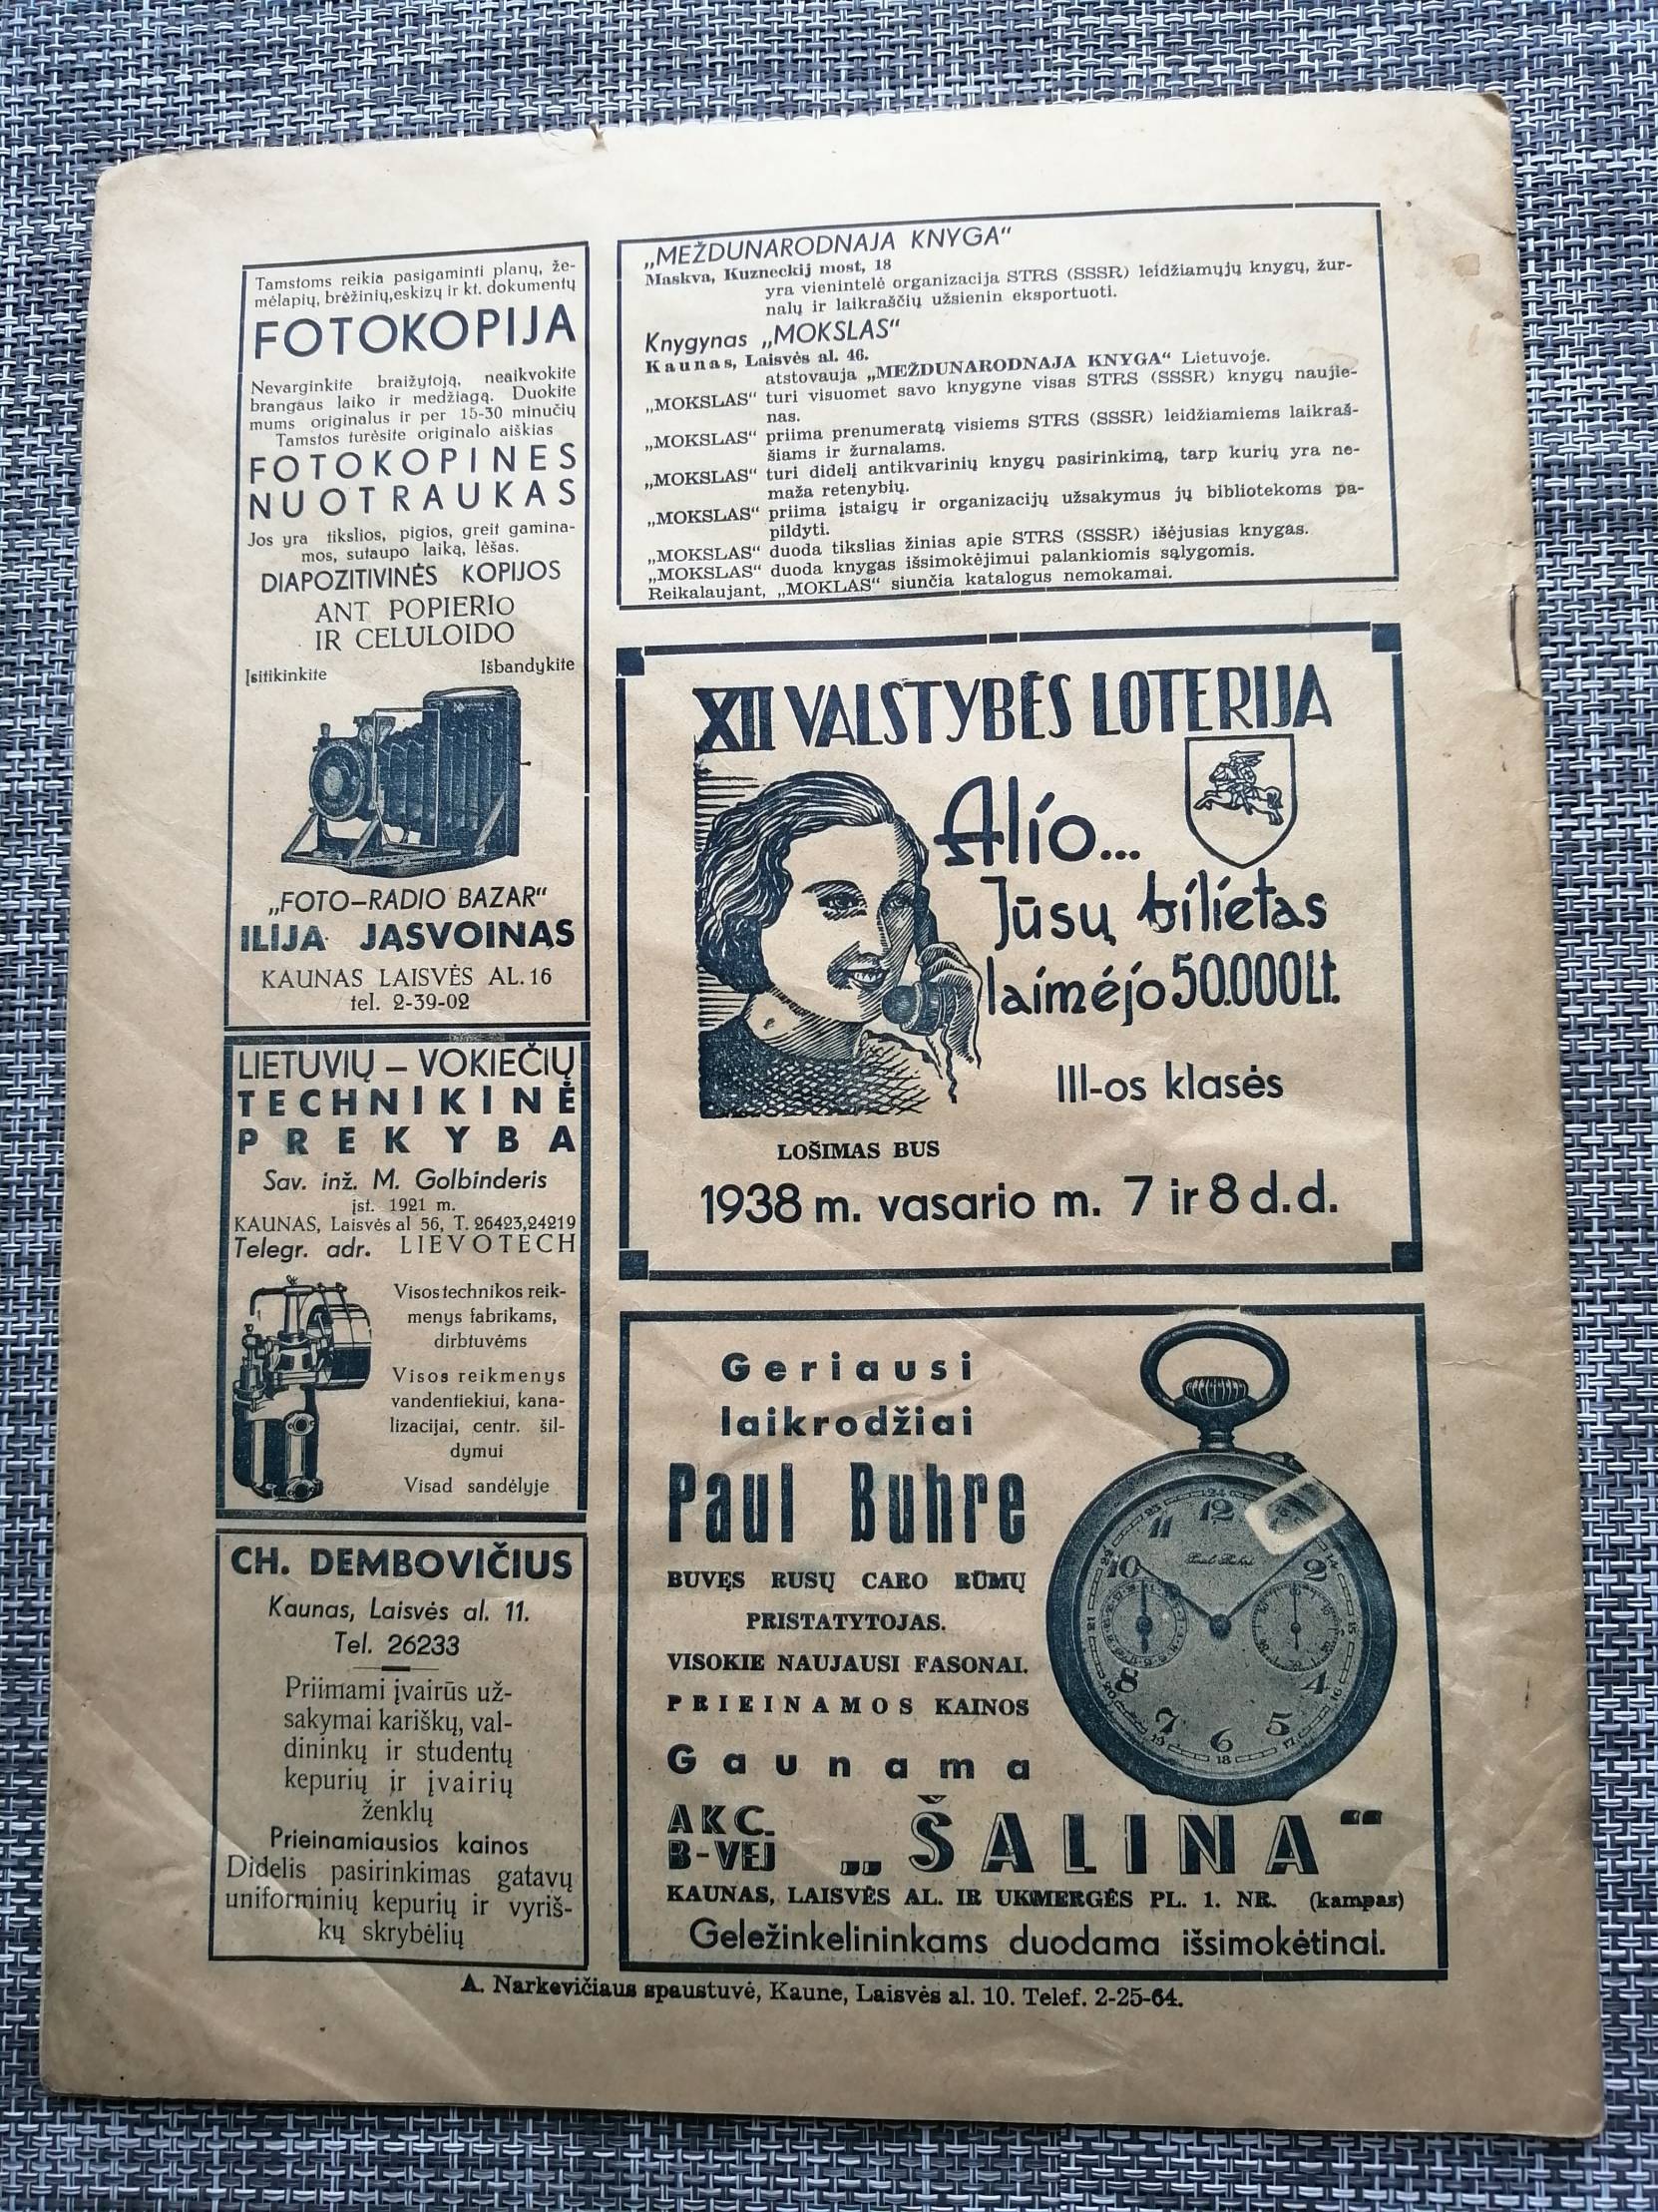 Tamstoms reikia pasigaminti planų, že-
mėlapių, brėžinių, eskizų ir kt. dokumentų
FOTOKOPIJA
Nevarginkite braižytoją, neaikvokite
brangaus laiko ir medžiagą. Duokite
mums originalus ir per 15-30 minučių
Tamstos turėsite originalo aiškias
FOTOKOPINES
NUOTRAUKAS
Jos yra tikslios, pigios, greit gamina-
mos, sutaupo laiką, lėšas.
DIAPOZITIVINĖS KOPIJOS
ANT POPIERIO
IR CELULOIDO
Įsitikinkite Išbandykite
„FOTO-RADIO BAZAR“
ILIJA JASVOINAS
KAUNAS LAISVĖS AL. 16
tel. 2-39-02
LIETUVIŲ – VOKIEČIŲ
TECHNIKINĖ
PREKYBA
Sav. inž. M. Golbinderis
įst. 1921 m.
KAUNAS, Laisvės al 56, T. 26423,24219
Telegr. adr. LIEVOTECH
Visos technikos reik-
menys fabrikams,
dirbtuvėms
Visos reikmenys
vandentiekiui, kana-
lizacijai, centr. šil-
dymui
Visad sandėlyje
CH. DEMBOVIČIUS
Kaunas, Laisvės al. 11.
Tel. 26233
Priimami įvairūs už-
sakymai kariškų, val-
dininkų ir studentų
kepurių ir įvairių
ženklų
Prieinamiausios kainos
Didelis pasirinkimas gatavų
uniforminių kepurių ir vyriš-
kų skrybėlių
„MEŽDUNARODNAJA KNYGA“
Maskva, Kuzneckij most, 18
yra vienintelė organizacija STRS (SSSR) leidžiamųjų knygų, žur-
nalų ir laikraščių užsienin eksportuoti.
Knygynas „MOKSLAS“
Kaunas, Laisvės al. 46.
atstovauja „MEŽDUNARODNAJA KNYGA“ Lietuvoje.
„MOKSLAS“ turi visuomet savo knygyne visas STRS (SSSR) knygų naujie-
nas.
„MOKSLAS“ priima prenumeratą visiems STRS (SSSR) leidžiamiems laikraš-
šiams ir žurnalams.
„MOKSLAS“ turi didelį antikvarinių knygų pasirinkimą, tarp kurių yra ne-
maža retenybių.
„MOKSLAS“ priima įstaigų ir organizacijų užsakymus jų bibliotekoms pa-
pildyti.
„MOKSLAS“ duoda tikslias žinias apie STRS (SSSR) išėjusias knygas.
„MOKSLAS“ duoda knygas išsimokėjimui palankiomis sąlygomis.
Reikalaujant, „MOKLAS“ siunčia katalogus nemokamai.
XII VALSTYBĖS LOTERIJA
Alío...
Jūsų bilietas
laimėjo 50.000Lt.
III-os klasės
LOŠIMAS BUS
1938 m. vasario m. 7 ir 8 d.d.
Geriausi
laikrodžiai
Paul Buhre
BUVĘS RUSŲ CARO RŪMŲ
PRISTATYTOJAS.
VISOKIE NAUJAUSI FASONAI.
PRIEINAMOS KAINOS
Gaunama
AKC.
B-VEJ „ŠALINA“
KAUNAS, LAISVĖS AL. IR UKMERGĖS PL. 1. NR. (kampas)
Geležinkelininkams duodama išsimokėtinai.
Paul Buhre
12
11
10
2
8
4
7
6
5
A. Narkevičiaus spaustuvė, Kaune, Laisvės al. 10. Telef. 2-25-64.